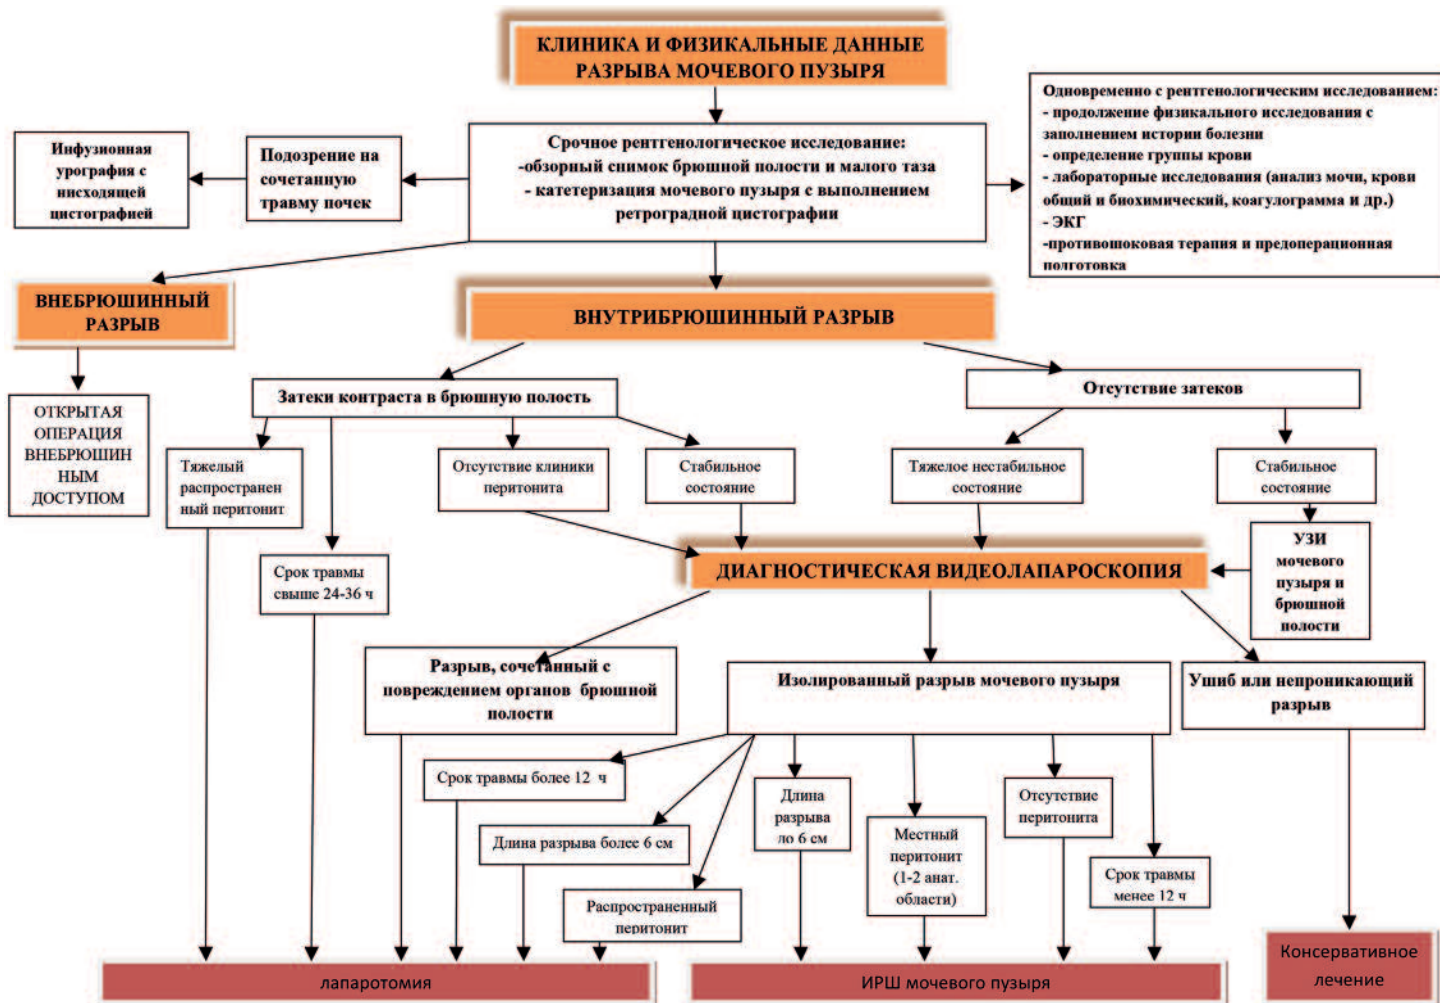 КЛИНИКА И ФИЗИКАЛЬНЫЕ ДАННЫЕ
РАЗРЫВА МОЧЕВОГО ПУЗЫРЯ
Инфузионная
урография с
нисходящей
цистографией
Подозрение на
сочетанную
травму почек
Срочное рентгенологическое исследование:
-обзорный снимок брюшной полости и малого таза
- катетеризация мочевого пузыря с выполнением
ретроградной цистографии
Одновременно с рентгенологическим исследованием:
- продолжение физикального исследования с
заполнением истории болезни
- определение группы крови
- лабораторные исследования (анализ мочи, крови
общий и биохимический, коагулограмма и др.)
- ЭКГ
-противошоковая терапия и предоперационная
полготовка
ВНЕБРЮШИННЫЙ
РАЗРЫВ
ВНУТРИБРЮШИННЫЙ РАЗРЫВ
ОТКРЫТАЯ
ОПЕРАЦИЯ
ВНЕБРЮШИН
НЫМ
ДОСТУПОМ
Затеки контраста в брюшную полость
Отсутствие затеков
Тяжелый
распространен
ный перитонит
Отсутствие клиники
перитонита
Стабильное
состояние
Тяжелое нестабильное
состояние
Стабильное
состояние
Срок травмы
свыше 24-36 ч
ДИАГНОСТИЧЕСКАЯ ВИДЕОЛАПАРОСКОПИЯ
УЗИ
мочевого
пузыря и
брюшной
полости
Разрыв, сочетанный с
повреждением органов брюшной
полости
Изолированный разрыв мочевого пузыря
Ушиб или непроникающий
разрыв
Срок травмы более 12 ч
Длина разрыва более 6 см
Распространенный
перитонит
Длина
разрыва
ло 6 см
Местный
перитонит
(1-2 анат.
области)
Отсутствие
перитонита
Срок травмы
менее 12 ч
лапаротомия
ИРШ мочевого пузыря
Консервативное
лечение